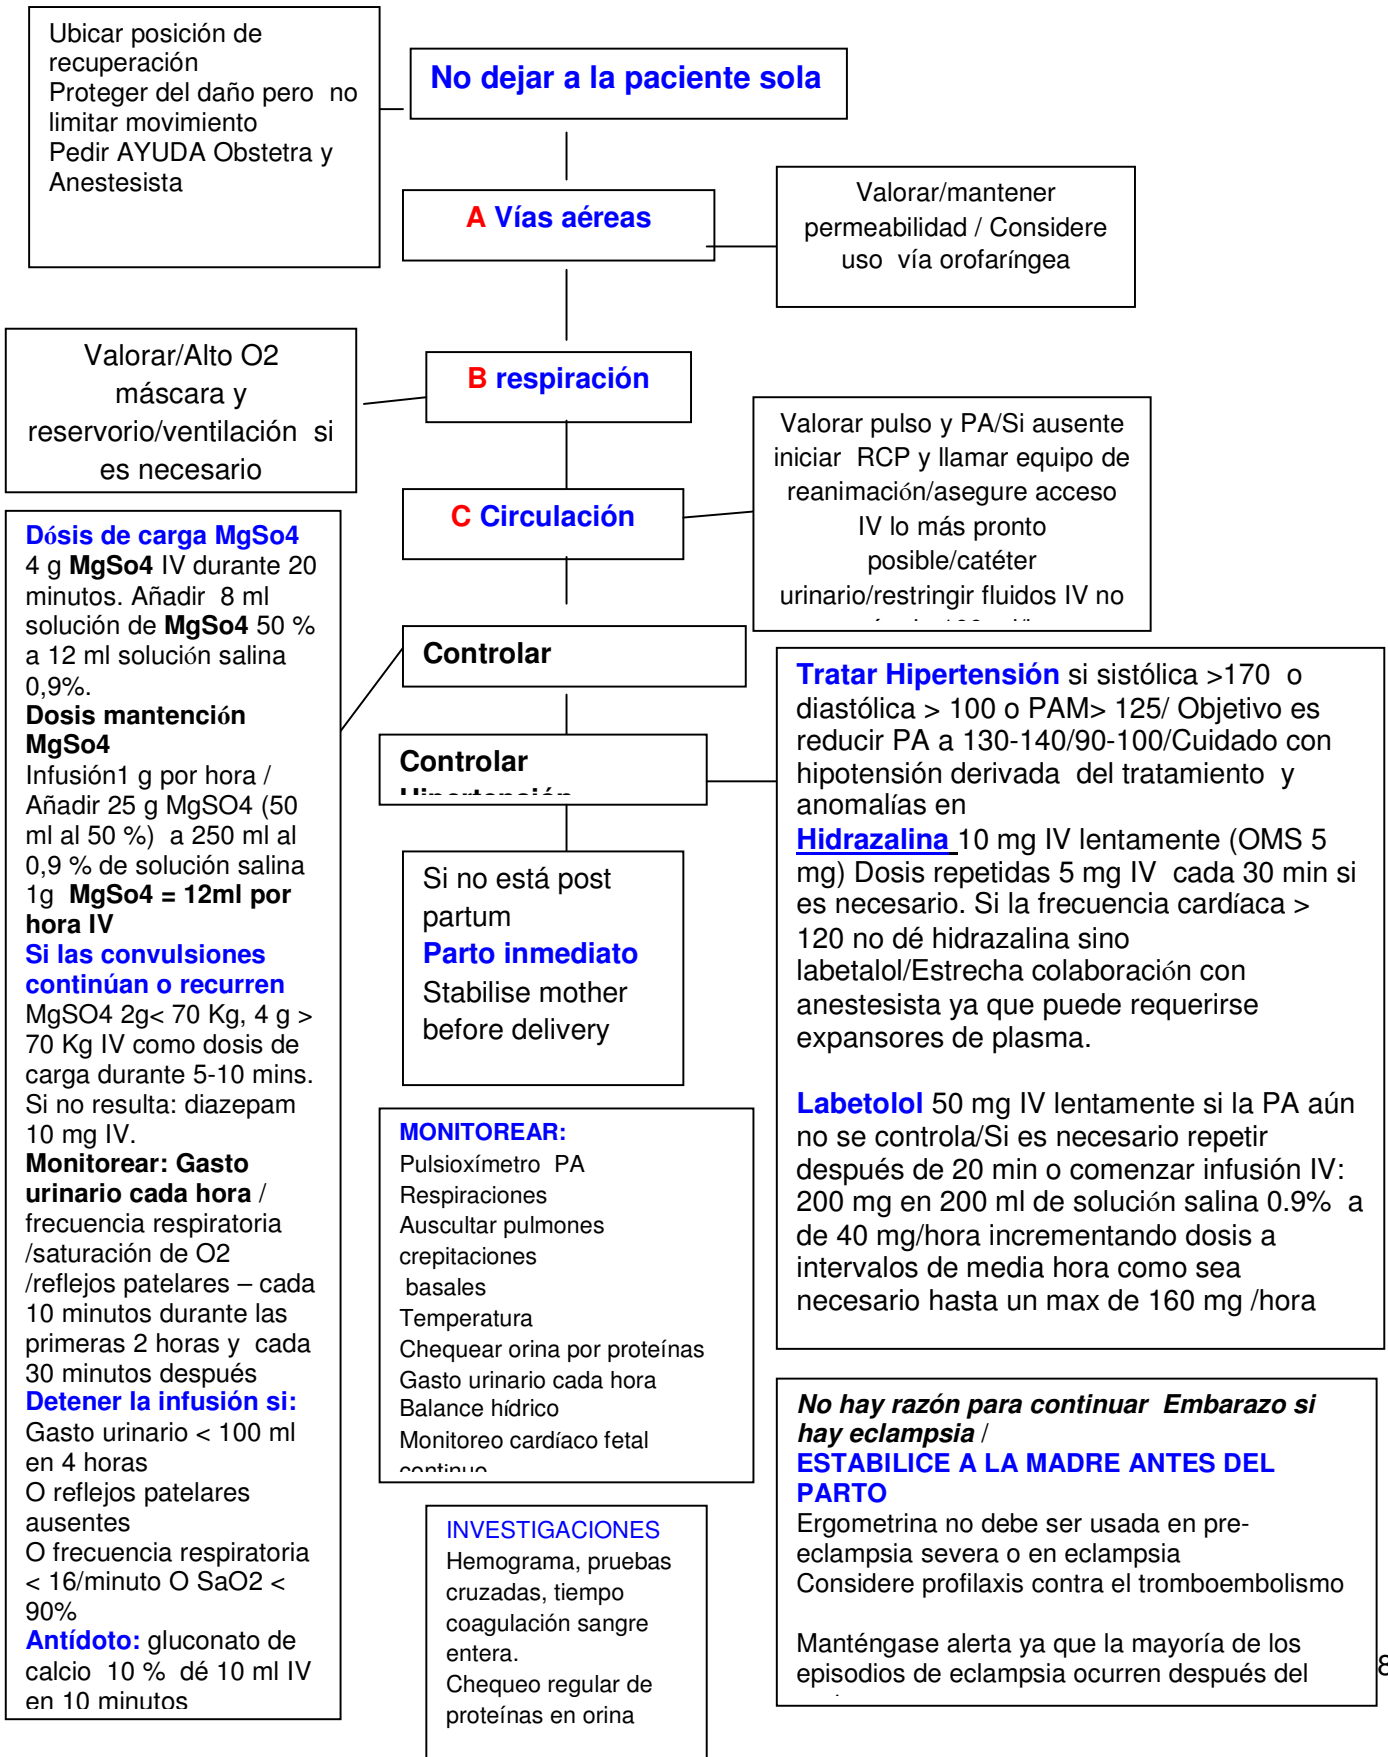 Ubicar posición de
recuperación
Proteger del daño pero no
limitar movimiento
Pedir AYUDA Obstetra y
Anestesista
No dejar a la paciente sola
A Vías aéreas
Valorar/mantener
permeabilidad / Considere
uso vía orofaríngea
Valorar/Alto O2
máscara y
reservorio/ventilación si
es necesario
B respiración
Valorar pulso y PA/Si ausente
iniciar RCP y llamar equipo de
reanimación/asegure acceso
IV lo más pronto
posible/catéter
urinario/restringir fluidos IV no
C Circulación
Dósis de carga MgSo4
4 g MgSo4 IV durante 20
minutos. Añadir 8 ml
solución de MgSo4 50 %
a 12 ml solución salina
0,9%.
Dosis mantención
MgSo4
Infusión1 g por hora /
Añadir 25 g MgSO4 (50
ml al 50 %) a 250 ml al
0,9 % de solución salina
1g MgSo4 = 12ml por
hora IV
Si las convulsiones
continúan o recurren
MgSO4 2g< 70 Kg, 4 g >
70 Kg IV como dosis de
carga durante 5-10 mins.
Si no resulta: diazepam
10 mg IV.
Monitorear: Gasto
urinario cada hora /
frecuencia respiratoria
/saturación de O2
/reflejos patelares – cada
10 minutos durante las
primeras 2 horas y cada
30 minutos después
Detener la infusión si:
Gasto urinario < 100 ml
en 4 horas
O reflejos patelares
ausentes
O frecuencia respiratoria
< 16/minuto O SaO2 <
90%
Antídoto: gluconato de
calcio 10 % dé 10 ml IV
en 10 minutos
Controlar
Controlar
Hipertensión
Si no está post
partum
Parto inmediato
Stabilise mother
before delivery
Tratar Hipertensión si sistólica >170 o
diastólica > 100 o PAM> 125/ Objetivo es
reducir PA a 130-140/90-100/Cuidado con
hipotensión derivada del tratamiento y
anomalías en
Hidrazalina 10 mg IV lentamente (OMS 5
mg) Dosis repetidas 5 mg IV cada 30 min si
es necesario. Si la frecuencia cardíaca >
120 no dé hidrazalina sino
labetalol/Estrecha colaboración con
anestesista ya que puede requerirse
expansores de plasma.
Labetolol 50 mg IV lentamente si la PA aún
no se controla/Si es necesario repetir
después de 20 min o comenzar infusión IV:
200 mg en 200 ml de solución salina 0.9% a
de 40 mg/hora incrementando dosis a
intervalos de media hora como sea
necesario hasta un max de 160 mg /hora
MONITOREAR:
Pulsioxímetro PA
Respiraciones
Auscultar pulmones
crepitaciones
basales
Temperatura
Chequear orina por proteínas
Gasto urinario cada hora
Balance hídrico
Monitoreo cardíaco fetal
continuo
No hay razón para continuar Embarazo si
hay eclampsia /
ESTABILICE A LA MADRE ANTES DEL
PARTO
Ergometrina no debe ser usada en pre-
eclampsia severa o en eclampsia
Considere profilaxis contra el tromboembolismo
Manténgase alerta ya que la mayoría de los
episodios de eclampsia ocurren después del
8
INVESTIGACIONES
Hemograma, pruebas
cruzadas, tiempo
coagulación sangre
entera.
Chequeo regular de
proteínas en orina